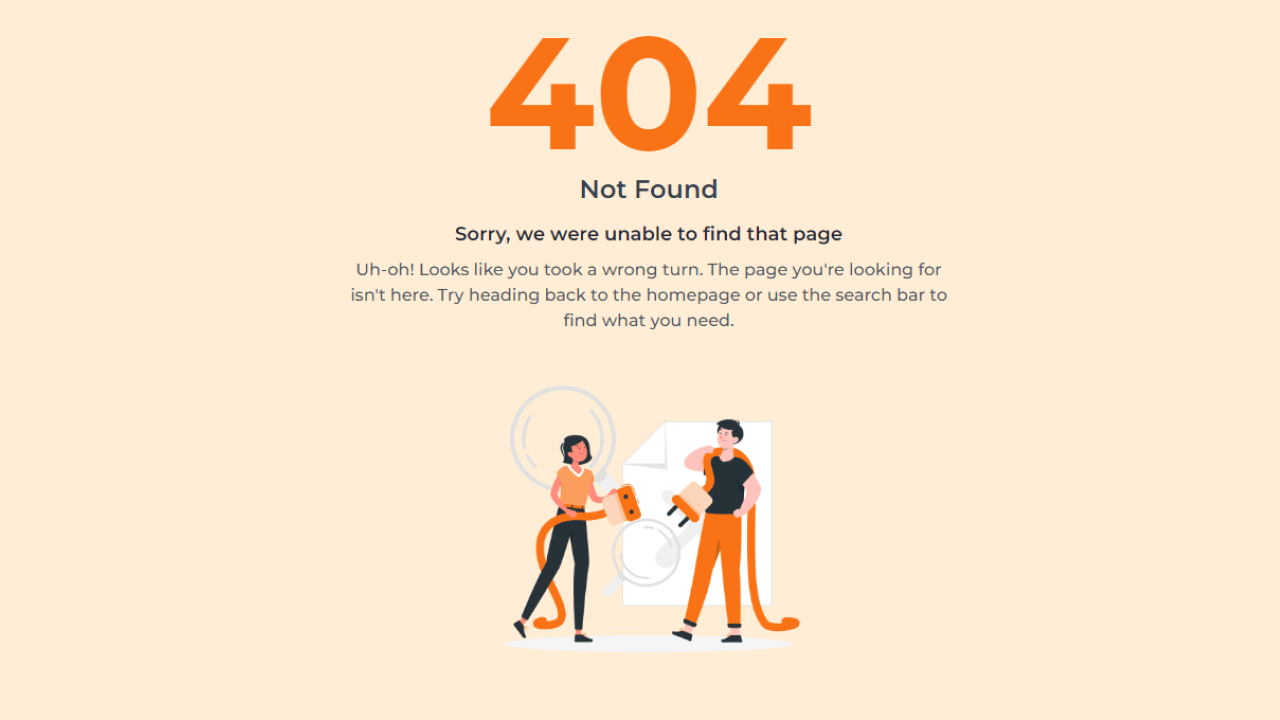 404
Not Found
Sorry, we were unable to find that page
Uh-oh! Looks like you took a wrong turn. The page you're looking for
isn't here. Try heading back to the homepage or use the search bar to
find what you need.